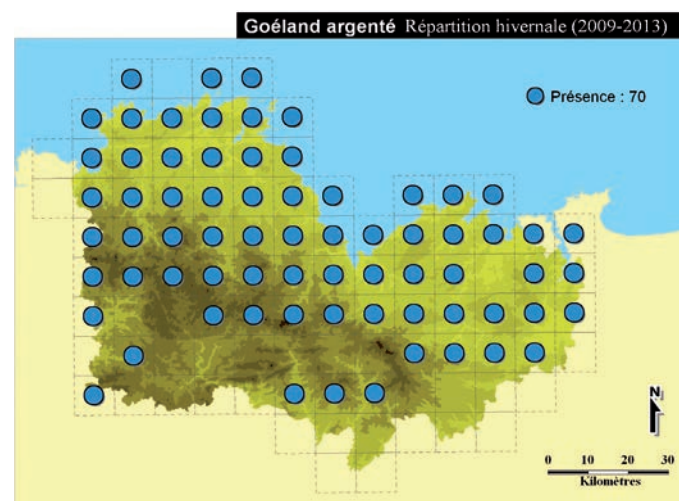 Goéland argenté Répartition hivernale (2009-2013)
Présence : 70
N
0 10 20 30
Kilomètres